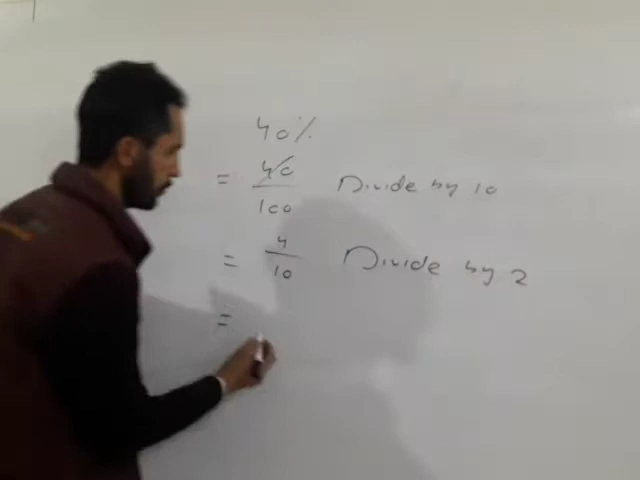 40%
= 40/100 Divide by 10
= 4/10 Divide by 2
=